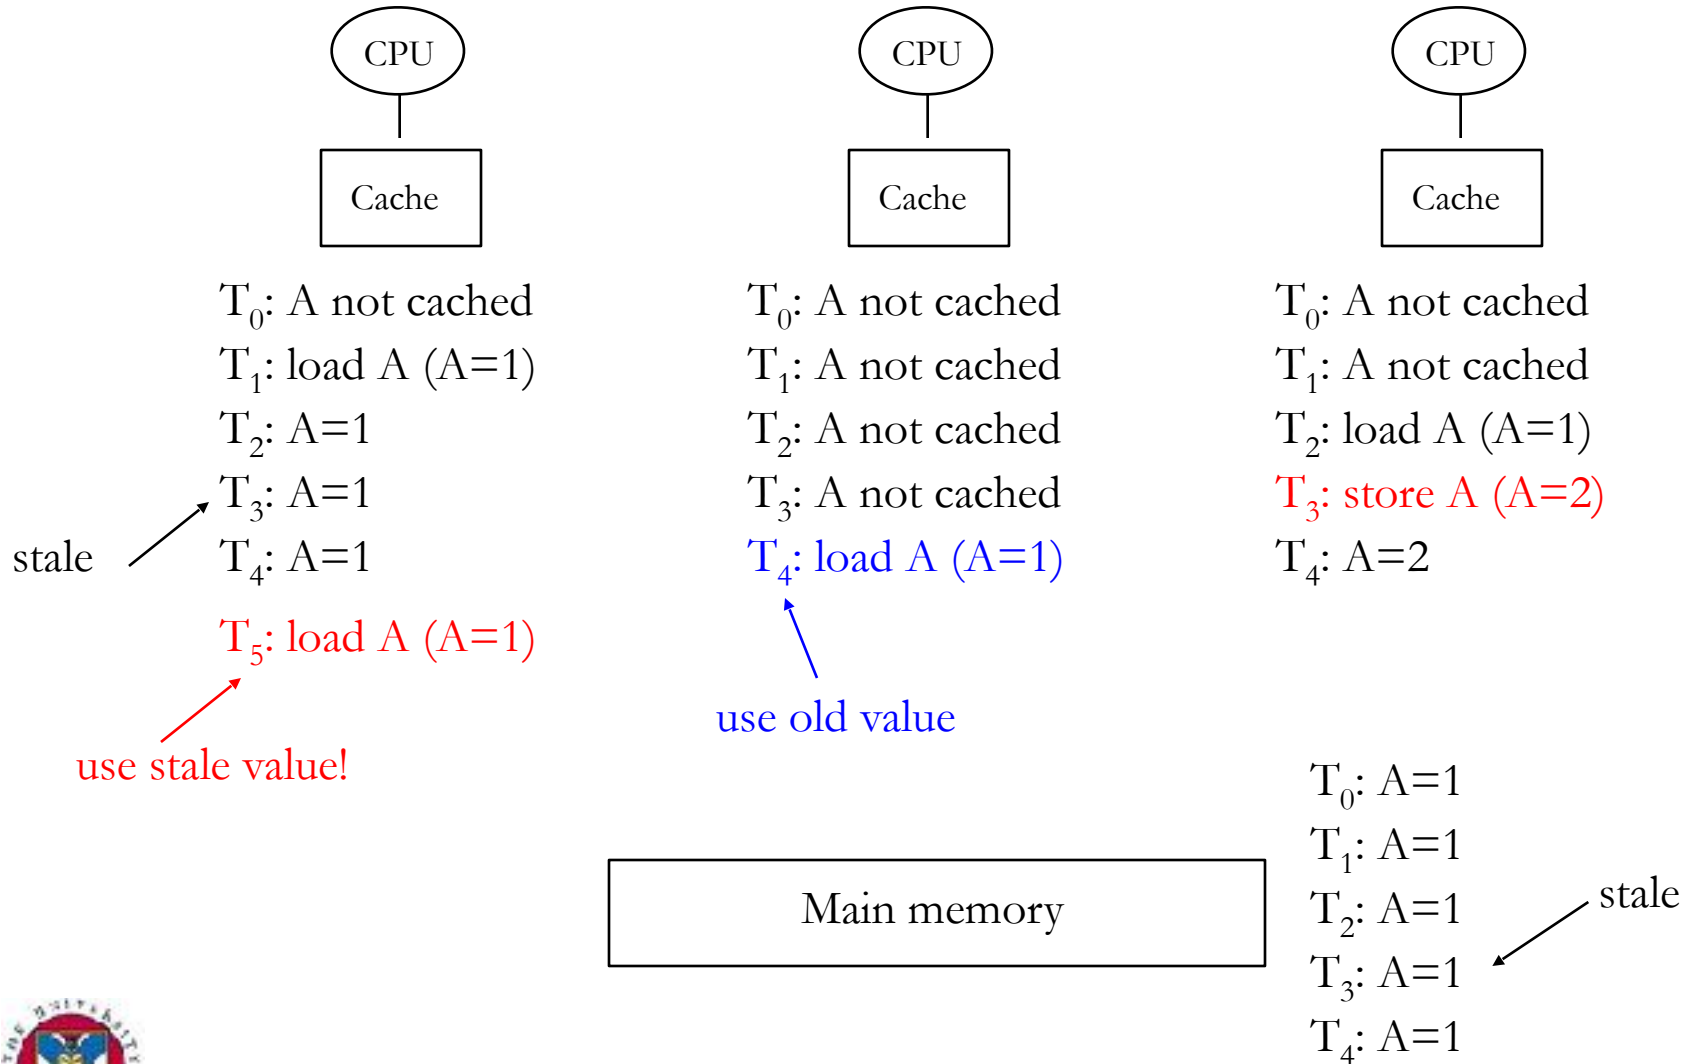 CPU
Cache
T₀: A not cached
T₁: load A (A=1)
T₂: A=1
T₃: A=1
stale
T₄: A=1
T₅: load A (A=1)
use stale value!
CPU
Cache
T₀: A not cached
T₁: A not cached
T₂: A not cached
T₃: A not cached
T₄: load A (A=1)
use old value
CPU
Cache
T₀: A not cached
T₁: A not cached
T₂: load A (A=1)
T₃: store A (A=2)
T₄: A=2
Main memory
T₀: A=1
T₁: A=1
T₂: A=1
stale
T₃: A=1
T₄: A=1